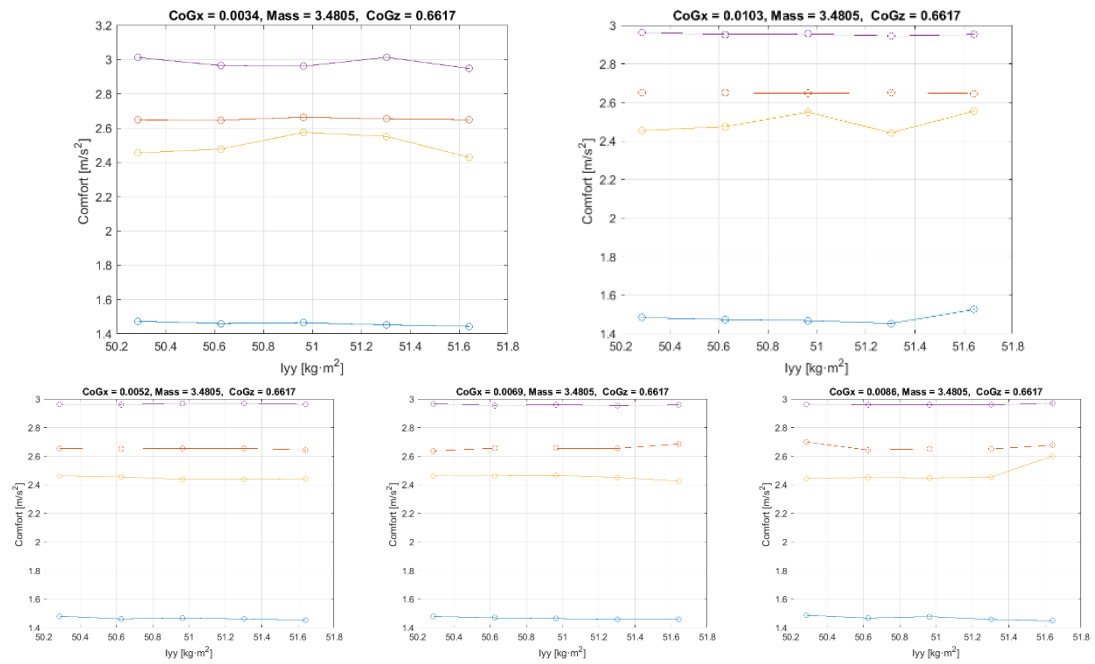 CoGx = 0.0034, Mass = 3.4805, CoGz = 0.6617
3.2
3
2.8
2.6
2.4
2.2
2
1.8
1.6
1.4
Comfort [m/s²]
50.2 50.4 50.6 50.8 51 51.2 51.4 51.6 51.8
Iyy [kg·m²]
CoGx = 0.0103, Mass = 3.4805, CoGz = 0.6617
3
2.8
2.6
2.4
2.2
2
1.8
1.6
1.4
Comfort [m/s²]
50.2 50.4 50.6 50.8 51 51.2 51.4 51.6 51.8
Iyy [kg·m²]
CoGx = 0.0052, Mass = 3.4805, CoGz = 0.6617
3
2.8
2.6
2.4
2.2
2
1.8
1.6
1.4
Comfort [m/s²]
50.2 50.4 50.6 50.8 51 51.2 51.4 51.6 51.8
Iyy [kg·m²]
CoGx = 0.0069, Mass = 3.4805, CoGz = 0.6617
3
2.8
2.6
2.4
2.2
2
1.8
1.6
1.4
Comfort [m/s²]
50.2 50.4 50.6 50.8 51 51.2 51.4 51.6 51.8
Iyy [kg·m²]
CoGx = 0.0086, Mass = 3.4805, CoGz = 0.6617
3
2.8
2.6
2.4
2.2
2
1.8
1.6
1.4
Comfort [m/s²]
50.2 50.4 50.6 50.8 51 51.2 51.4 51.6 51.8
Iyy [kg·m²]